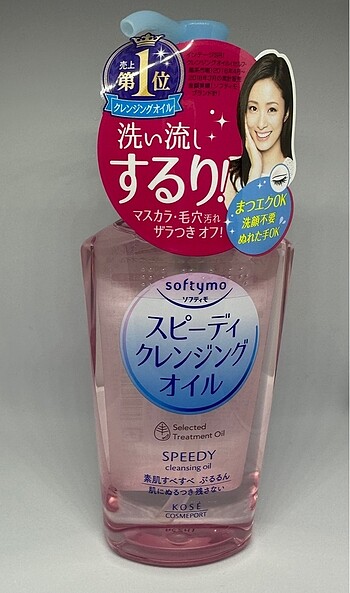 売上
第1位
クレンジングオイル
洗い流し
するり!
マスカラ・毛穴汚れ
ザラつきオフ!
まつエクOK
洗顔不要
ぬれた手OK
softymo
ソフティモ
スピーディ
クレンジング
オイル
Selected
Treatment Oil
SPEEDY
cleansing oil
素肌すべすべ ぷるるん
肌にぬるつき残さない
KOSÉ
COSMEPORT